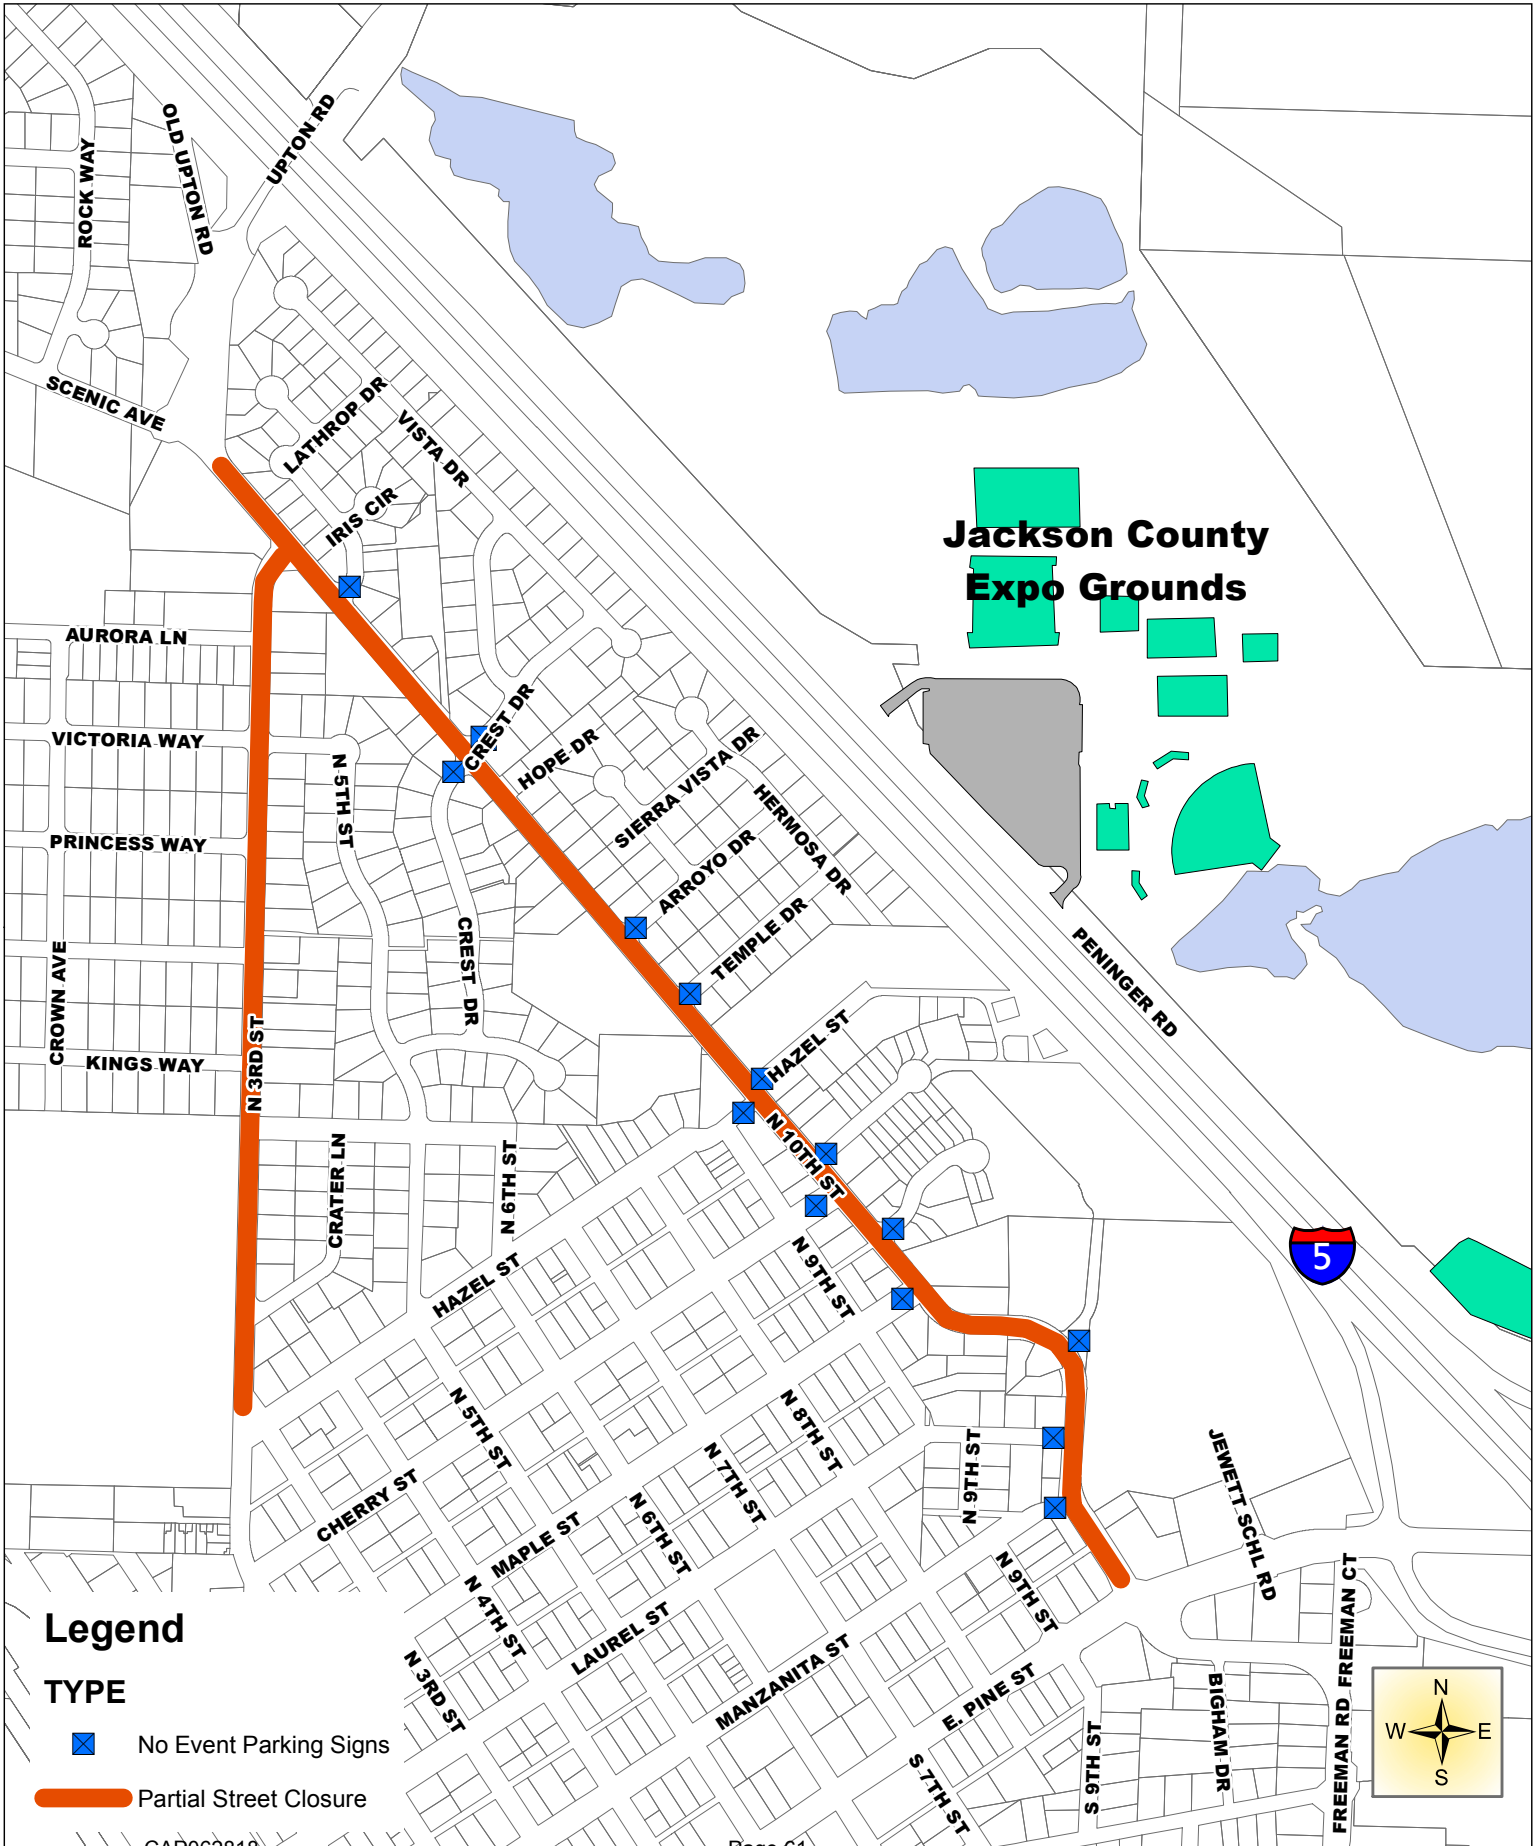 OLD UPTON RD
UPTON RD
ROCK WAY
SCENIC AVE
LATHROP DR
VISTA DR
IRIS CIR
Jackson County
Expo Grounds
AURORA LN
VICTORIA WAY
CREST DR
HOPE DR
SIERRA VISTA DR
N 5TH ST
HERMOSA DR
PRINCESS WAY
ARROYO DR
TEMPLE DR
CREST DR
CROWN AVE
PENINGER RD
N 3RD ST
HAZEL ST
KINGS WAY
N 10TH ST
CRATER LN
N 6TH ST
5
N 9TH ST
HAZEL ST
N 5TH ST
N 8TH ST
N 7TH ST
N 9TH ST
JEWETT SCHL RD
CHERRY ST
MAPLE ST
N 6TH ST
N 9TH ST
FREEMAN CT
N 4TH ST
LAUREL ST
MANZANITA ST
N 3RD ST
E. PINE ST
BIGHAM DR
FREEMAN RD
S 9TH ST
S 7TH ST
N
W E
S
Legend
TYPE
No Event Parking Signs
Partial Street Closure
CAP062818
Page 61